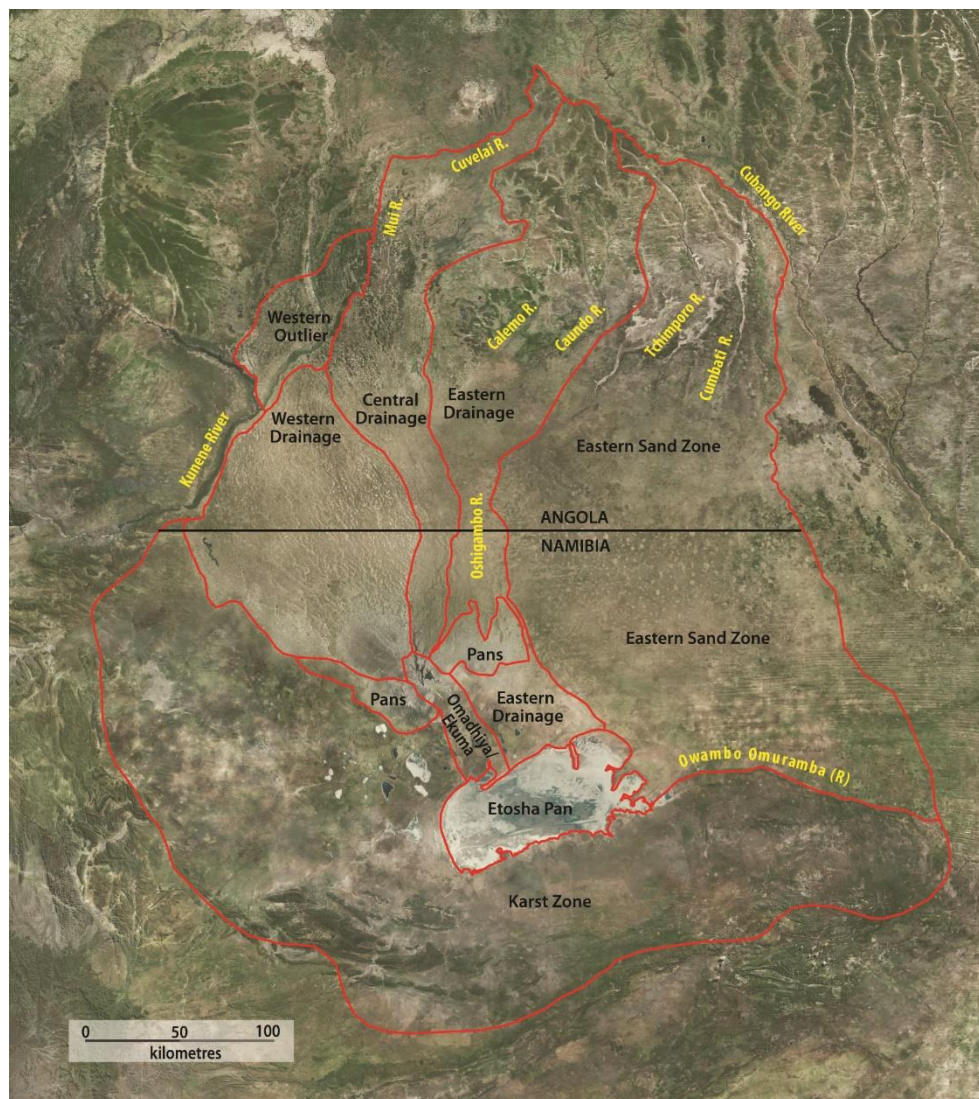 Cuvelai R.
Cubango River
Mui R.
Western
Outlier
Calemo R.
Caundo R.
Tchimporo R.
Cumbati R.
Kunene River
Western
Drainage
Central
Drainage
Eastern
Drainage
Eastern Sand Zone
Oshigambo R.
ANGOLA
NAMIBIA
Eastern Sand Zone
Pans
Pans
Omadhiya/
Ekuma
Eastern
Drainage
Owambo Omuramba (R)
Etosha Pan
Karst Zone
0 50 100
kilometres